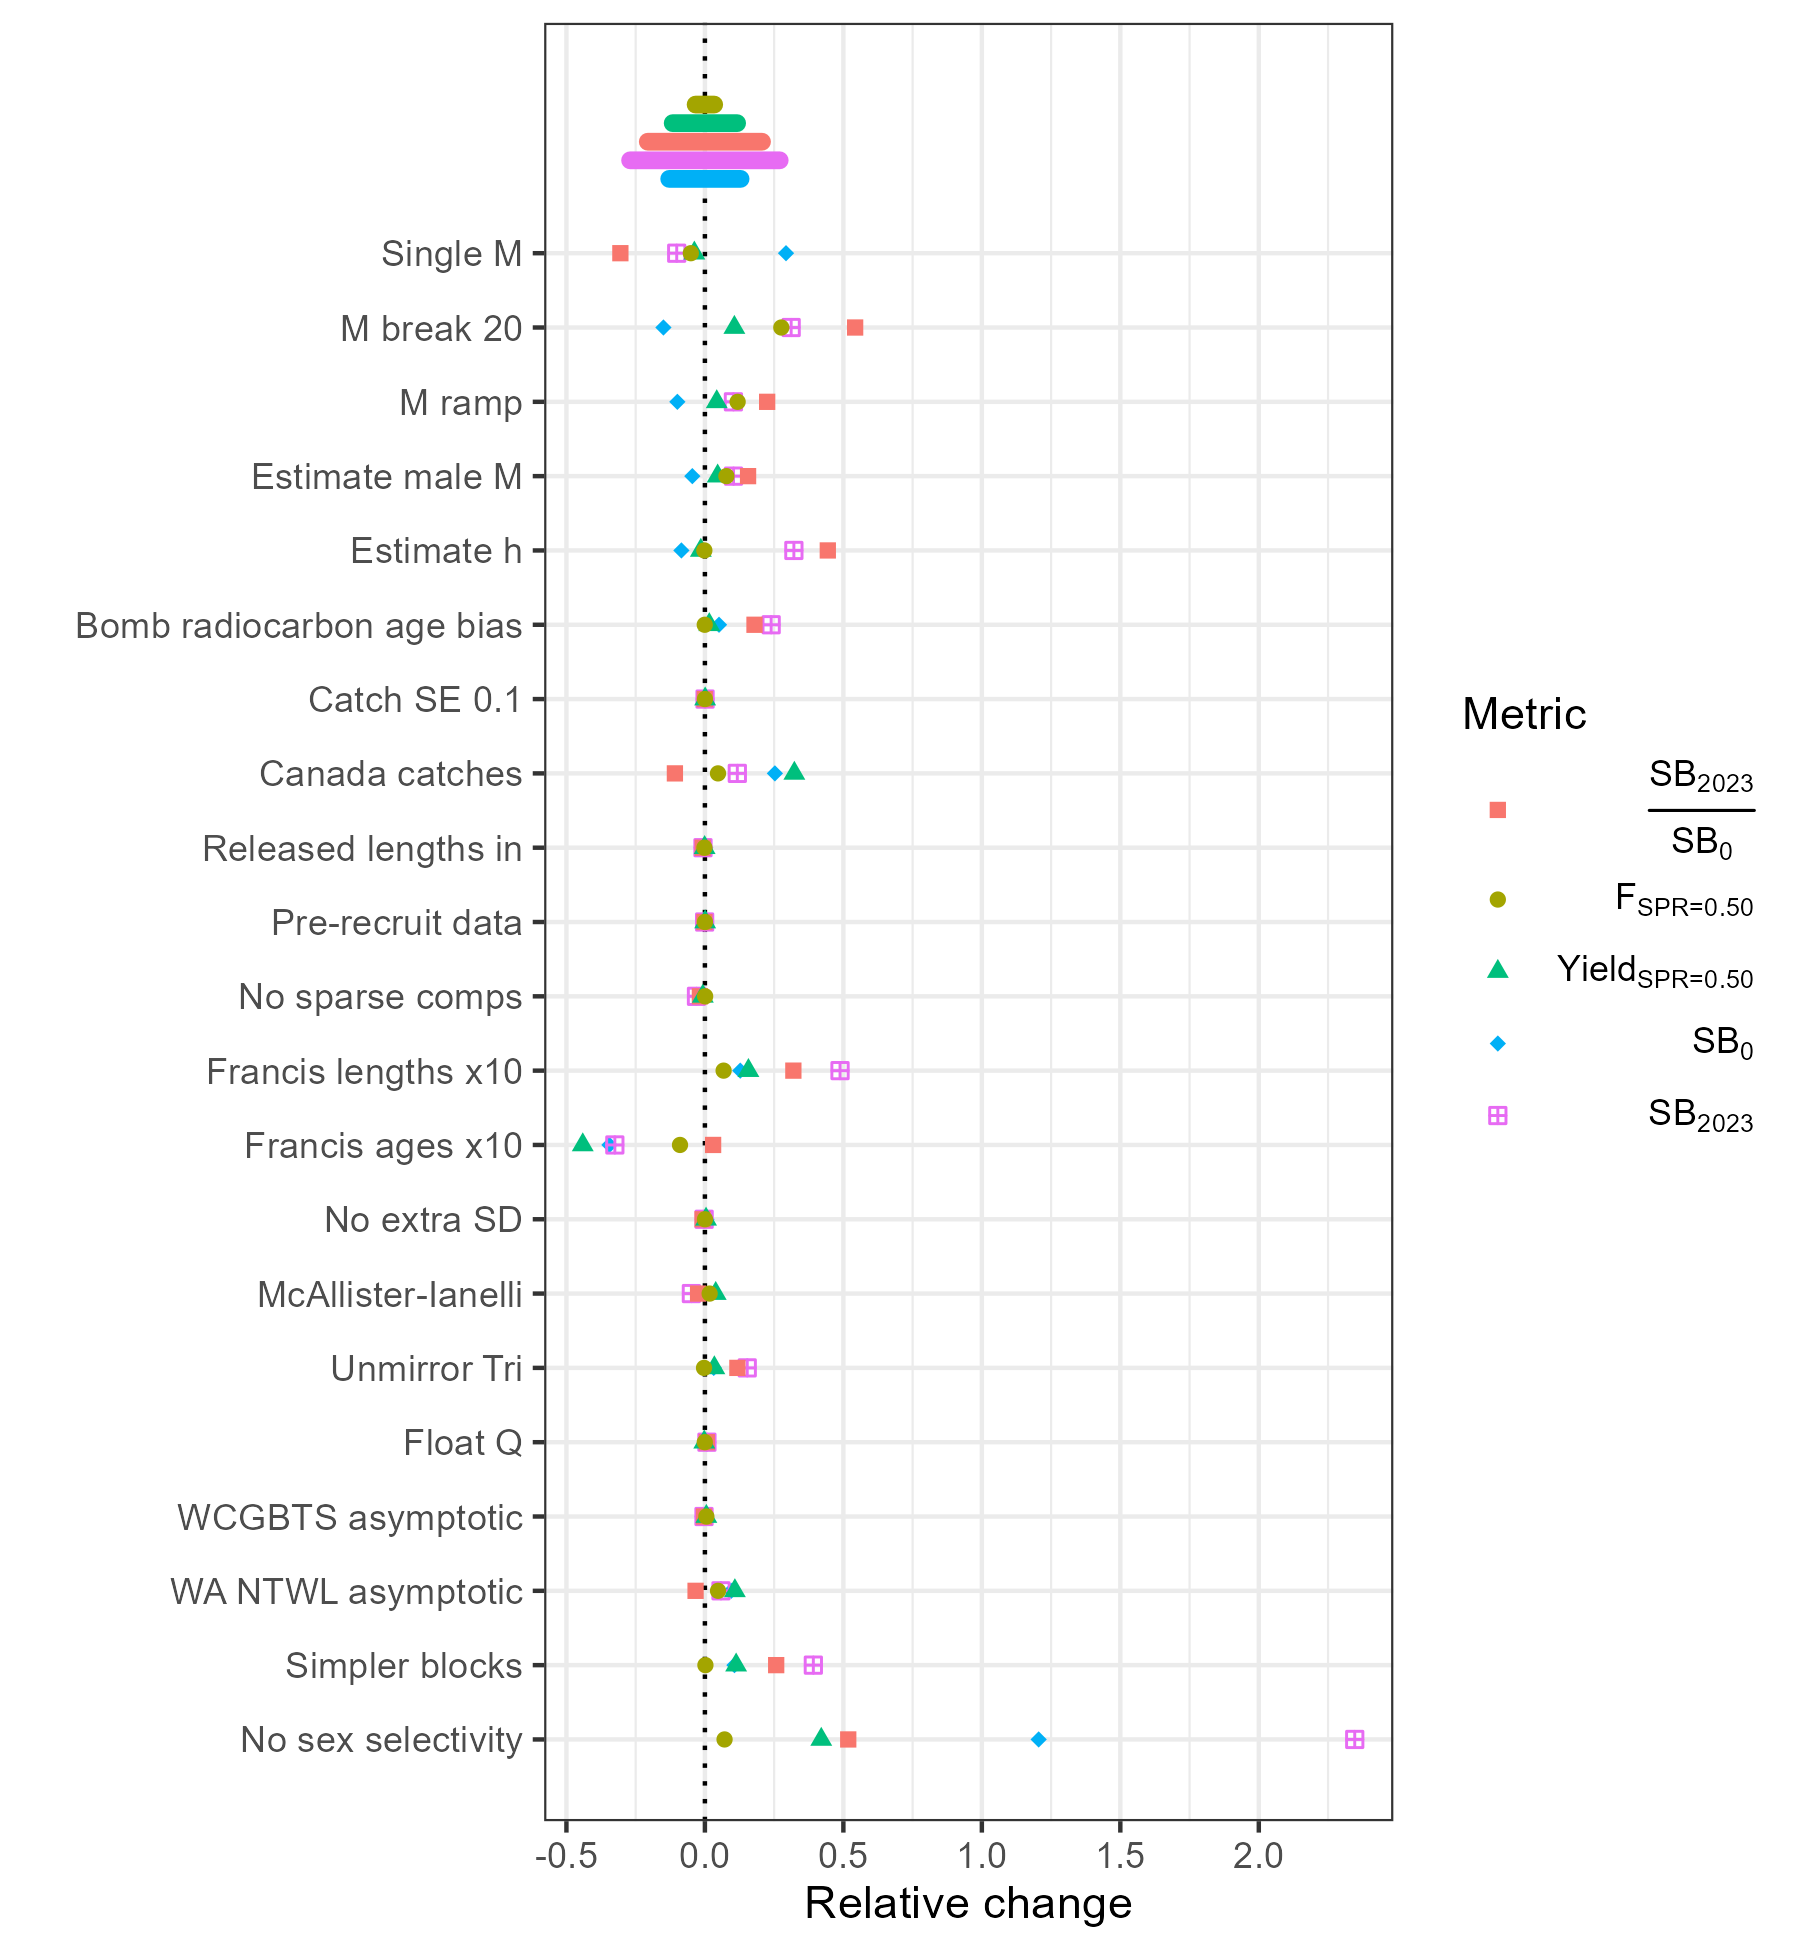 Single M
M break 20
M ramp
Estimate male M
Estimate h
Bomb radiocarbon age bias
Catch SE 0.1
Canada catches
Released lengths in
Pre-recruit data
No sparse comps
Francis lengths x10
Francis ages x10
No extra SD
McAllister-Ianelli
Unmirror Tri
Float Q
WCGBTS asymptotic
WA NTWL asymptotic
Simpler blocks
No sex selectivity
-0.5 0.0 0.5 1.0 1.5 2.0
Relative change
Metric
SB2023
SB0
FSPR=0.50
YieldSPR=0.50
SB0
SB2023